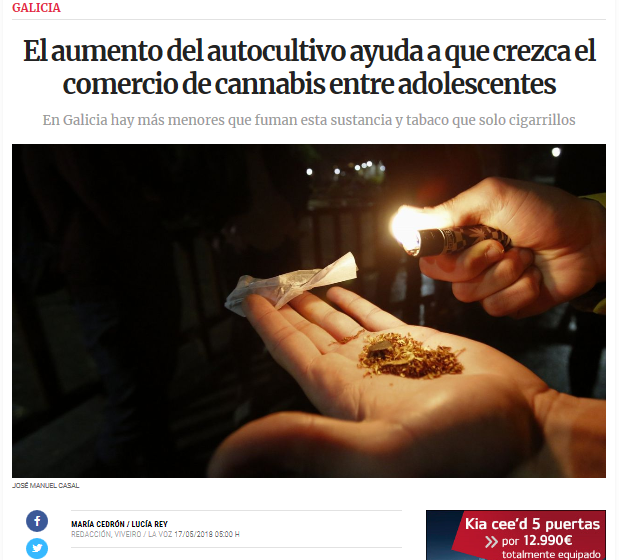 GALICIA
El aumento del autocultivo ayuda a que crezca el
comercio de cannabis entre adolescentes
En Galicia hay más menores que fuman esta sustancia y tabaco que solo cigarrillos
JOSÉ MANUEL CASAL
MARÍA CEDRÓN / LUCÍA REY
REDACCIÓN, VIVEIRO / LA VOZ 17/05/2018 05:00 H
Kia cee'd 5 puertas
por 12.990€
totalmente equipado